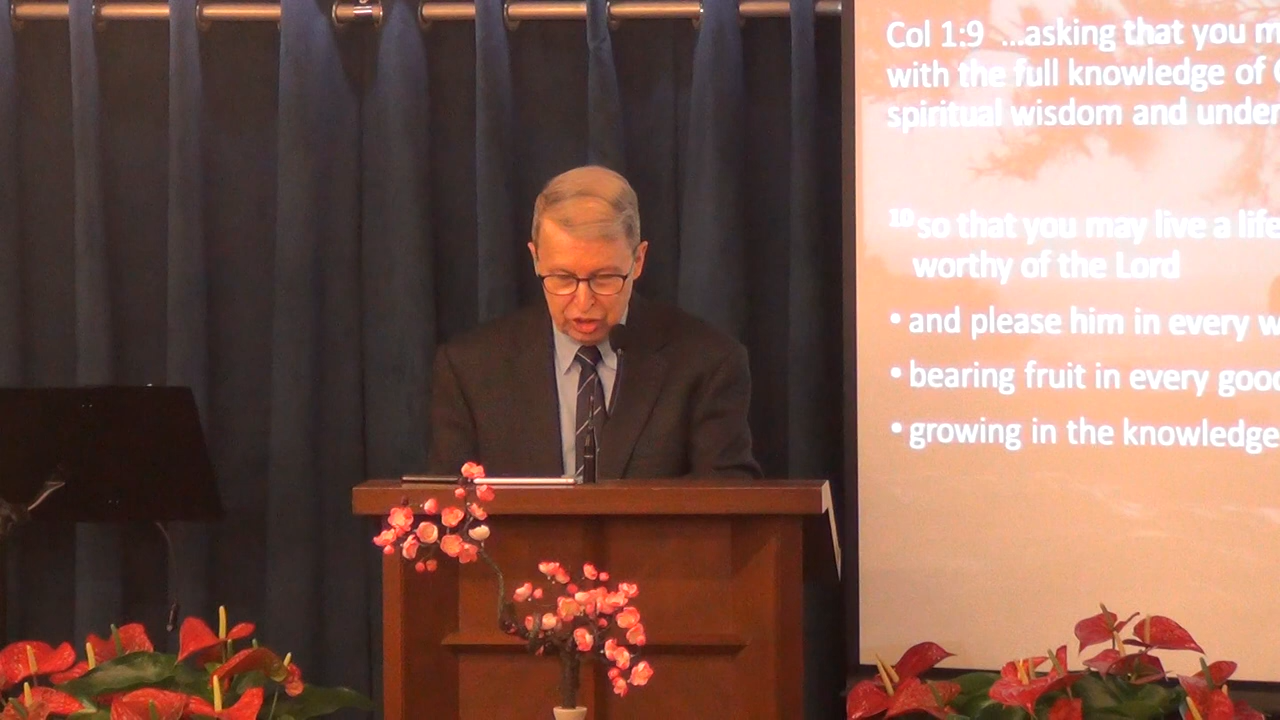 Col 1:9 ...asking that you m
with the full knowledge of
spiritual wisdom and under
10 so that you may live a life
worthy of the Lord
• and please him in every w
• bearing fruit in every good
• growing in the knowledge